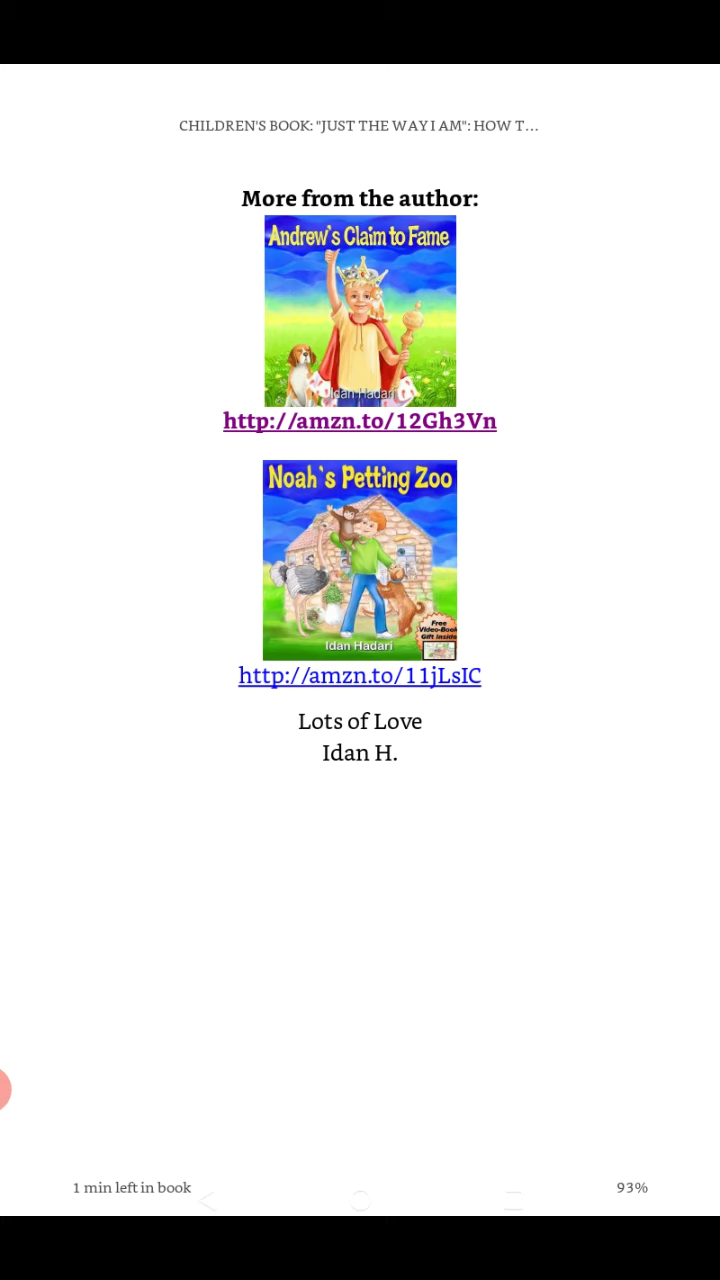 CHILDREN'S BOOK: "JUST THE WAY I AM": HOW T...
More from the author:
Andrew's Claim to Fame
Idan Hadari
http://amzn.to/12Gh3Vn
Noah`s Petting Zoo
Free
Video-Book
Gift Inside
Idan Hadari
http://amzn.to/11jLsIC
Lots of Love
Idan H.
1 min left in book
93%